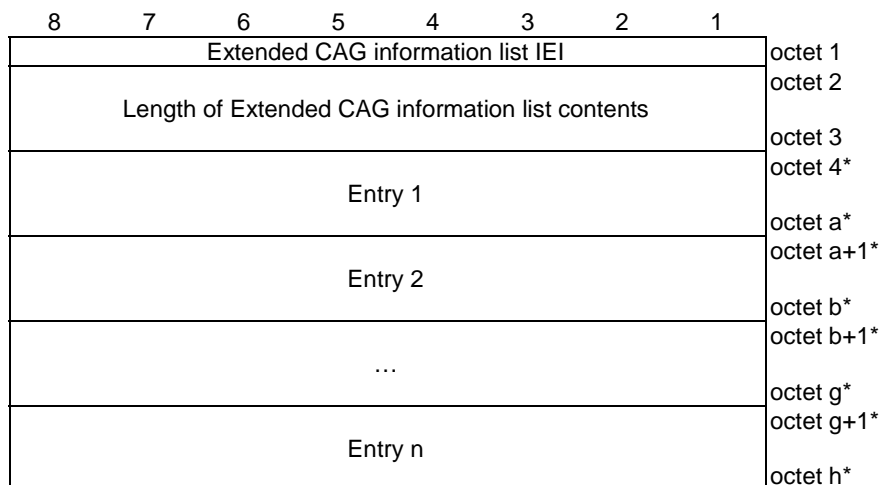 8 7 6 5 4 3 2 1
Extended CAG information list IEI octet 1
octet 2
Length of Extended CAG information list contents
octet 3
octet 4*
Entry 1
octet a*
octet a+1*
Entry 2
octet b*
octet b+1*
…
octet g*
octet g+1*
Entry n
octet h*